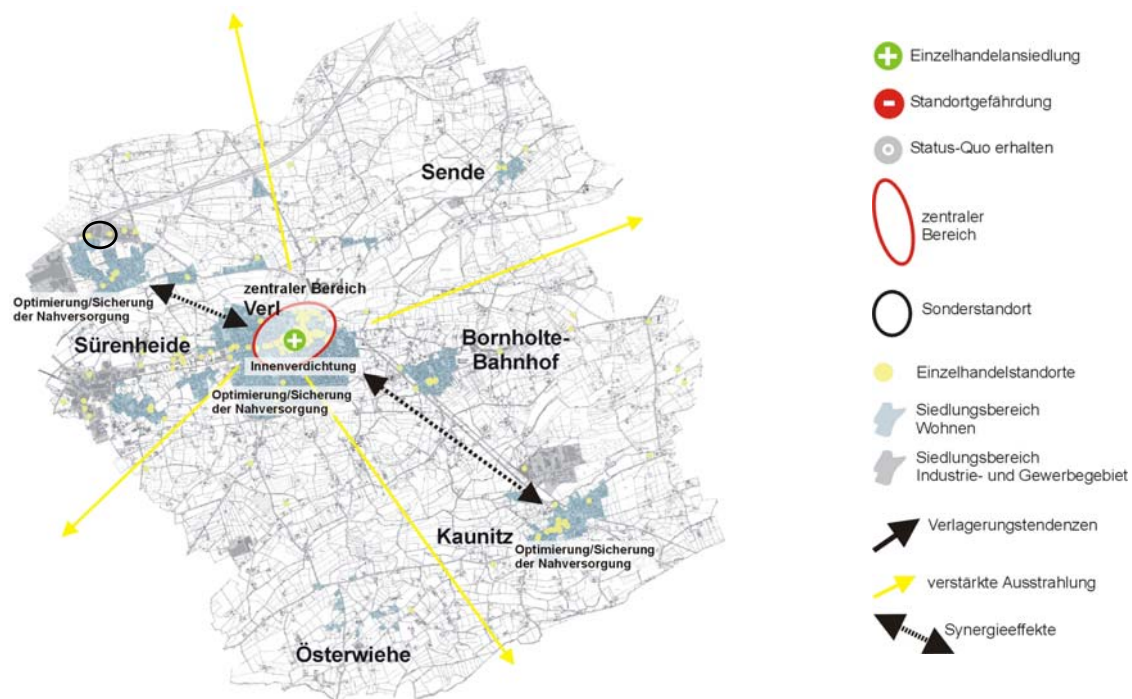 Sende
zentraler Bereich
Verl
Optimierung/Sicherung
der Nahversorgung
Sürenheide
Bornholte-
Bahnhof
Innenverdichtung
Optimierung/Sicherung
der Nahversorgung
Kaunitz
Optimierung/Sicherung
der Nahversorgung
Österwiehe
Einzelhandelansiedlung
Standortgefährdung
Status-Quo erhalten
zentraler
Bereich
Sonderstandort
Einzelhandelstandorte
Siedlungsbereich
Wohnen
Siedlungsbereich
Industrie- und Gewerbegebiet
Verlagerungstendenzen
verstärkte Ausstrahlung
Synergieeffekte